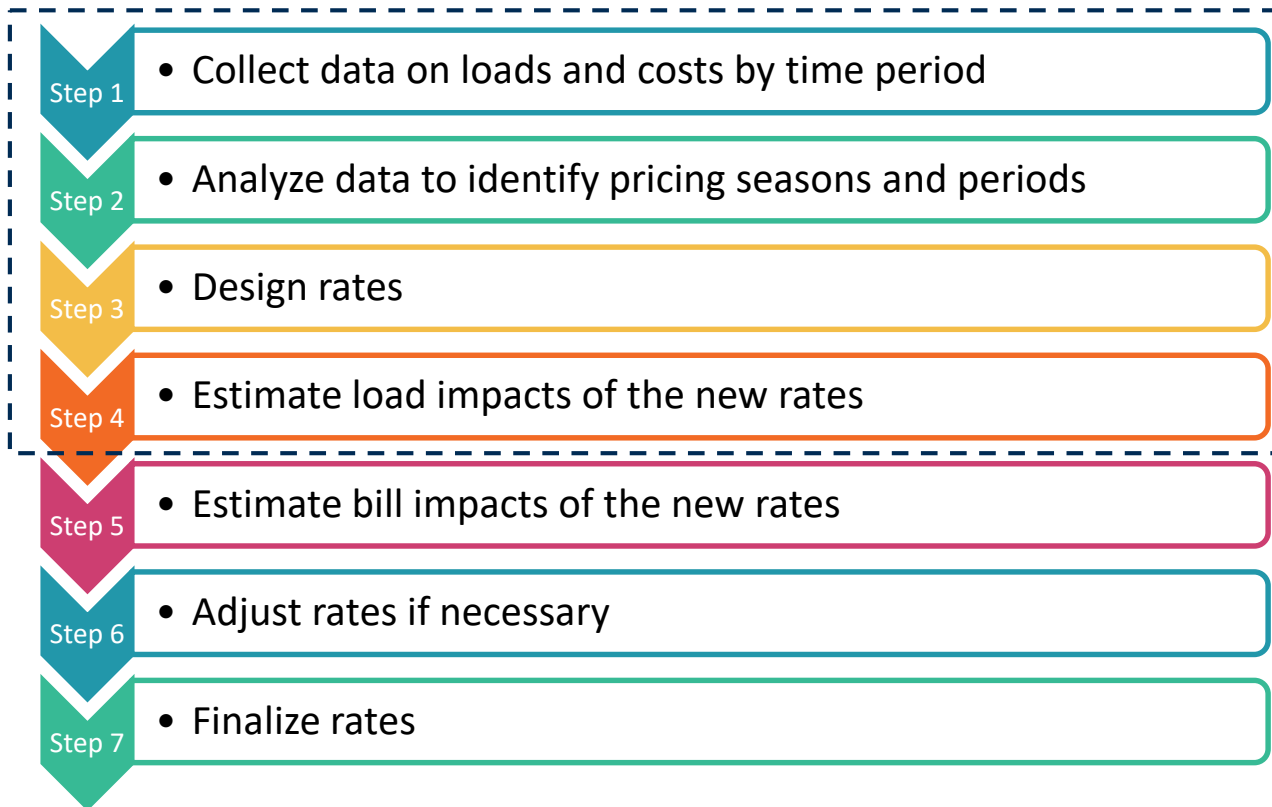 Step 1
• Collect data on loads and costs by time period
Step 2
• Analyze data to identify pricing seasons and periods
Step 3
• Design rates
Step 4
• Estimate load impacts of the new rates
Step 5
• Estimate bill impacts of the new rates
Step 6
• Adjust rates if necessary
Step 7
• Finalize rates